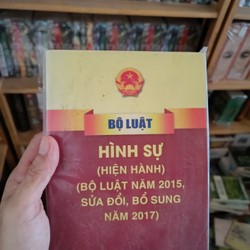 BỘ LUẬT
HÌNH SỰ
(HIỆN HÀNH)
(BỘ LUẬT NĂM 2015,
SỬA ĐỔI, BỔ SUNG
NĂM 2017)